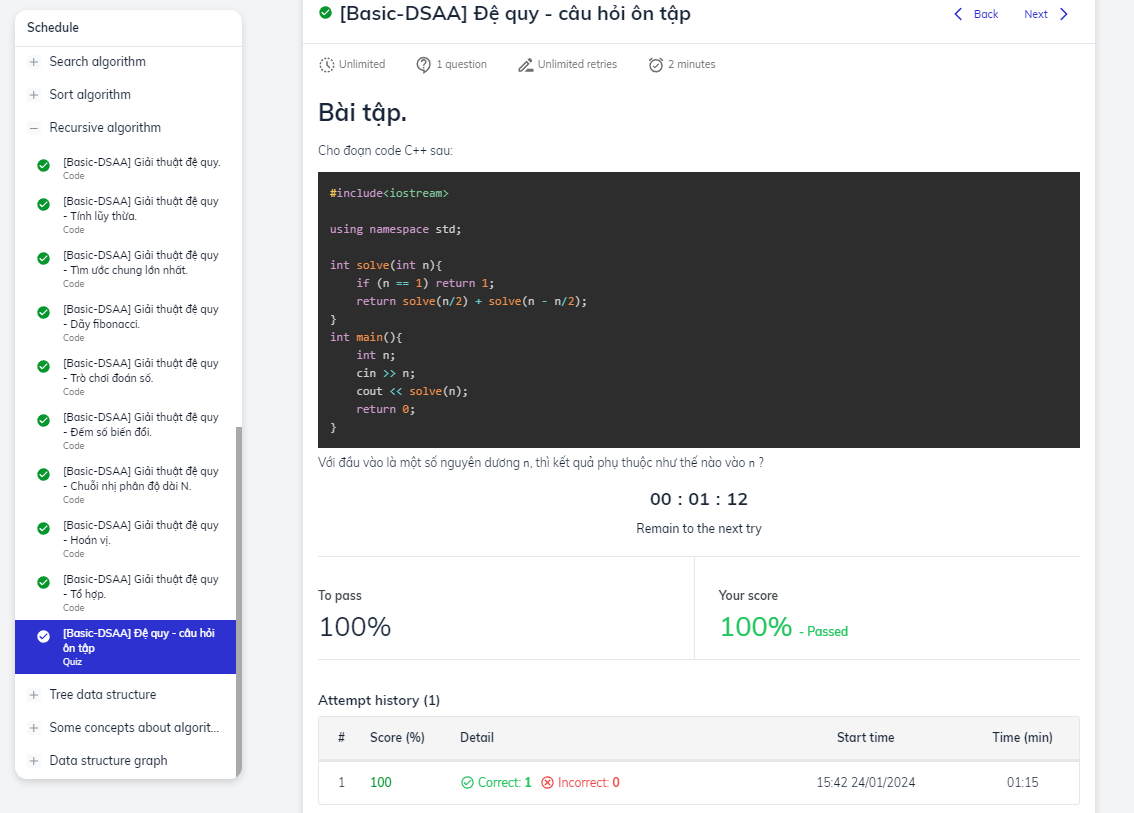 Schedule
Search algorithm
Sort algorithm
Recursive algorithm
[Basic-DSAA] Giải thuật đệ quy.
Code
[Basic-DSAA] Giải thuật đệ quy
- Tính lũy thừa.
Code
[Basic-DSAA] Giải thuật đệ quy
- Tìm ước chung lớn nhất.
Code
[Basic-DSAA] Giải thuật đệ quy
- Dãy fibonacci.
Code
[Basic-DSAA] Giải thuật đệ quy
- Trò chơi đoán số.
Code
[Basic-DSAA] Giải thuật đệ quy
- Đếm số biến đổi.
Code
[Basic-DSAA] Giải thuật đệ quy
- Chuỗi nhị phân độ dài N.
Code
[Basic-DSAA] Giải thuật đệ quy
- Hoán vị.
Code
[Basic-DSAA] Giải thuật đệ quy
- Tổ hợp.
Code
[Basic-DSAA] Đệ quy - câu hỏi
ôn tập
Quiz
Tree data structure
Some concepts about algorit...
Data structure graph
[Basic-DSAA] Đệ quy - câu hỏi ôn tập
Back Next
Unlimited 1 question Unlimited retries 2 minutes
Bài tập.
Cho đoạn code C++ sau:
#include<iostream>
using namespace std;
int solve(int n){
if (n == 1) return 1;
return solve(n/2) + solve(n - n/2);
}
int main(){
int n;
cin >> n;
cout << solve(n);
return 0;
}
Với đầu vào là một số nguyên dương n, thì kết quả phụ thuộc như thế nào vào n ?
00 : 01 : 12
Remain to the next try
To pass
100%
Your score
100% - Passed
Attempt history (1)
# Score (%) Detail Start time Time (min)
1 100 Correct: 1 Incorrect: 0 15:42 24/01/2024 01:15